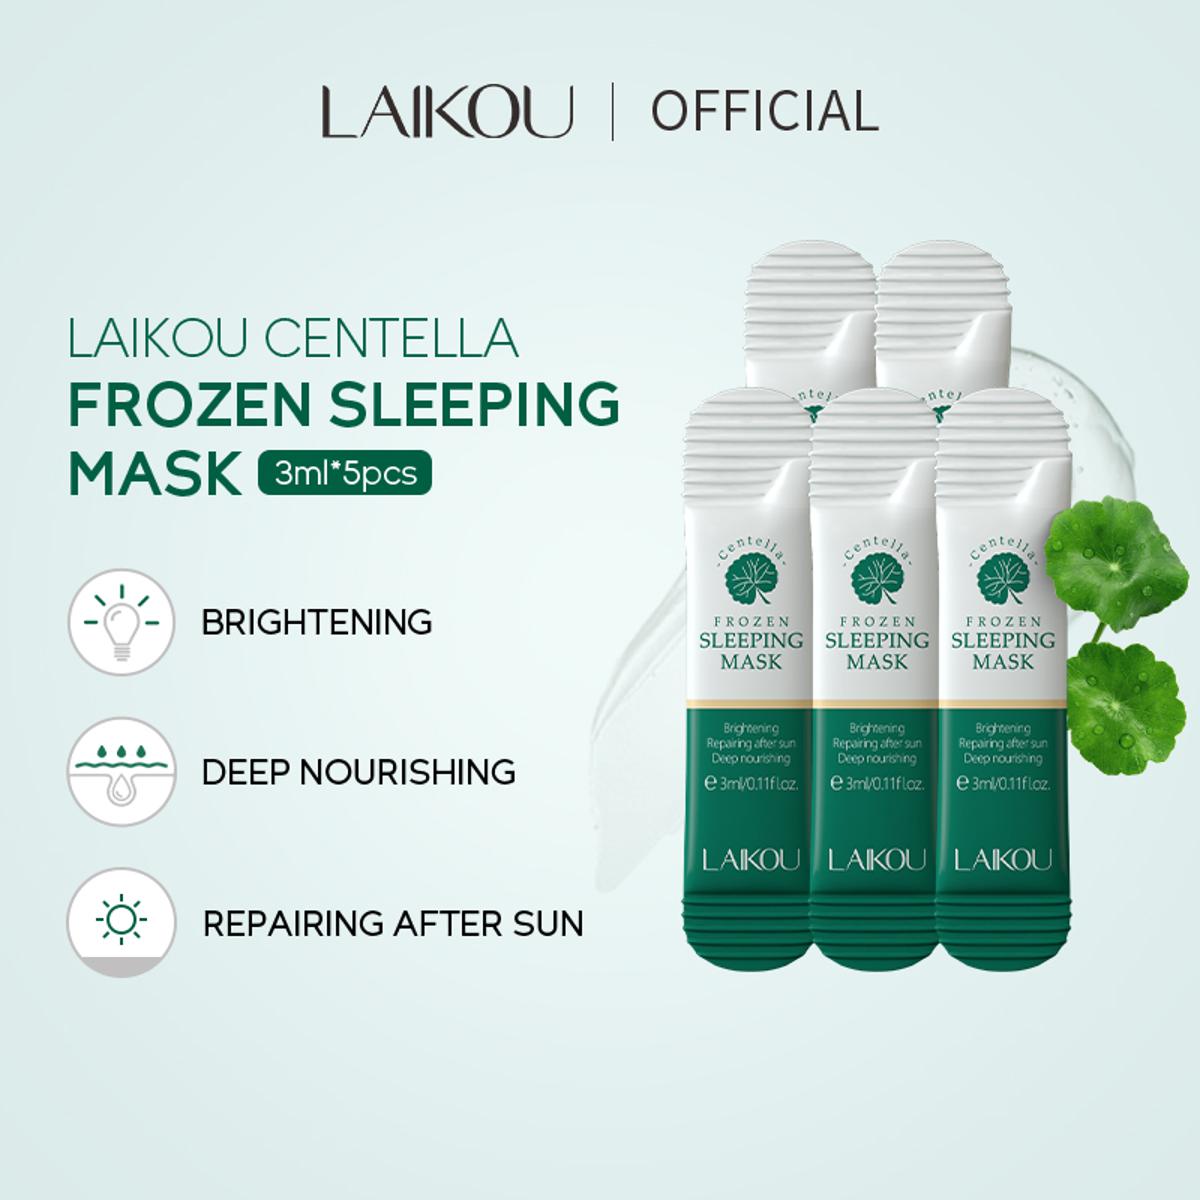 LAIKOU | OFFICIAL
LAIKOU CENTELLA
FROZEN SLEEPING
MASK 3ml*5pcs
BRIGHTENING
DEEP NOURISHING
REPAIRING AFTER SUN
Centella
FROZEN
SLEEPING
MASK
Brightening
Repairing after sun
Deep nourishing
e 3ml/0.11fl.oz.
LAIKOU
Centella
FROZEN
SLEEPING
MASK
Brightening
Repairing after sun
Deep nourishing
e 3ml/0.11fl.oz.
LAIKOU
Centella
FROZEN
SLEEPING
MASK
Brightening
Repairing after sun
Deep nourishing
e 3ml/0.11fl.oz.
LAIKOU